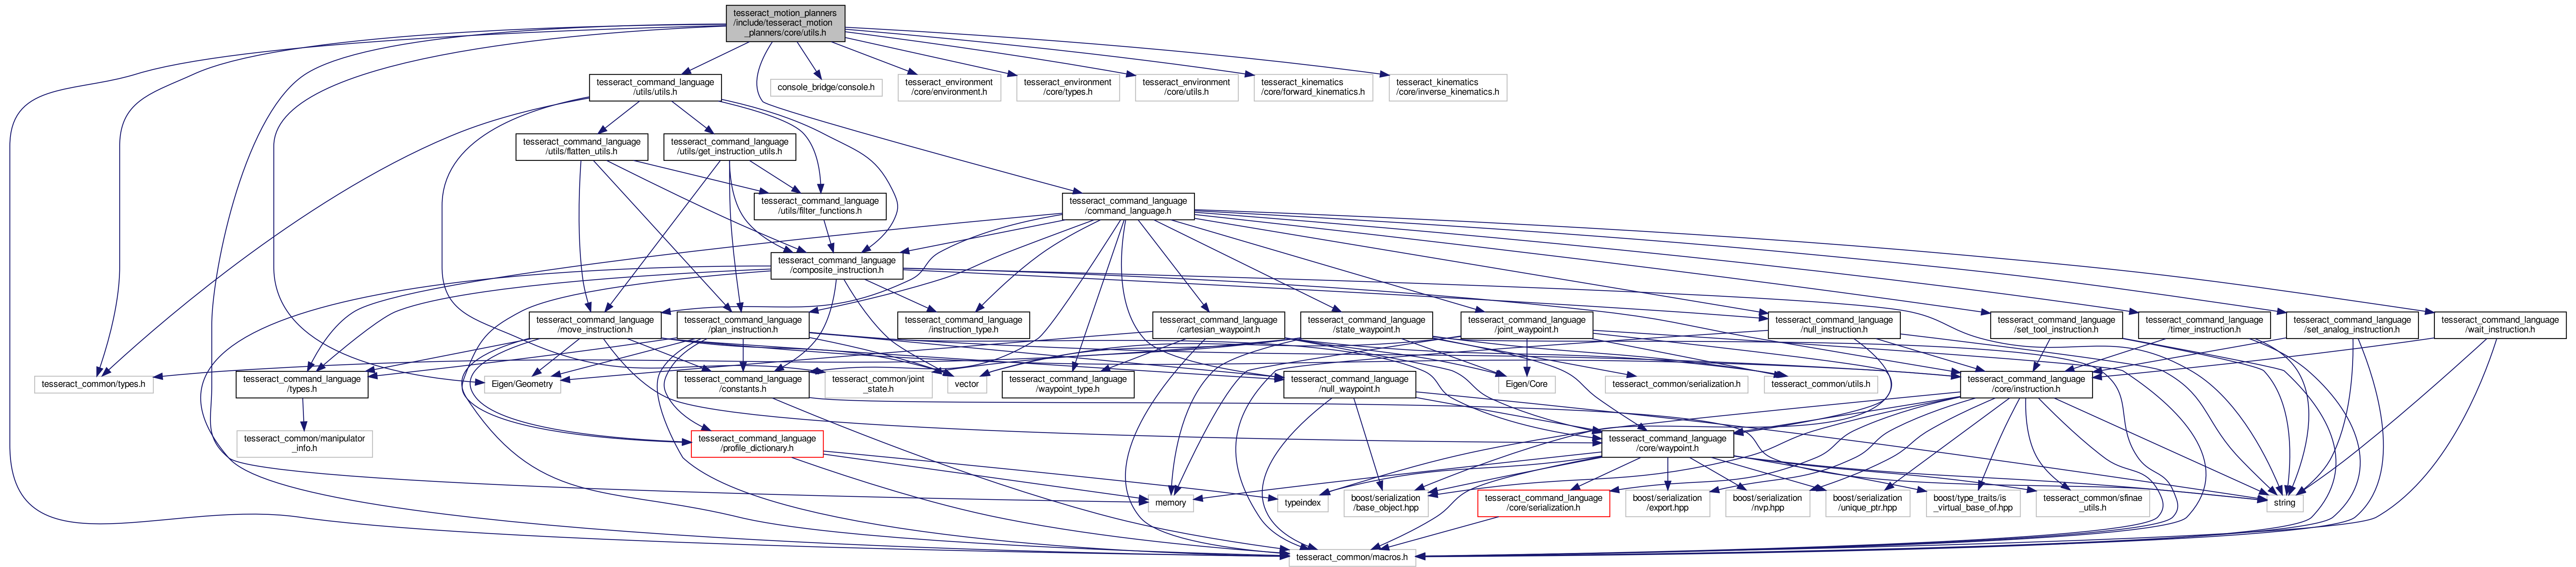 tesseract_motion_planners
/include/tesseract_motion
_planners/core/utils.h
tesseract_command_language
/utils/utils.h
console_bridge/console.h
tesseract_environment
/core/environment.h
tesseract_environment
/core/types.h
tesseract_environment
/core/utils.h
tesseract_kinematics
/core/forward_kinematics.h
tesseract_kinematics
/core/inverse_kinematics.h
tesseract_command_language
/utils/flatten_utils.h
tesseract_command_language
/utils/get_instruction_utils.h
tesseract_command_language
/utils/filter_functions.h
tesseract_command_language
/command_language.h
tesseract_command_language
/composite_instruction.h
tesseract_command_language
/move_instruction.h
tesseract_command_language
/plan_instruction.h
tesseract_command_language
/instruction_type.h
tesseract_command_language
/cartesian_waypoint.h
tesseract_command_language
/state_waypoint.h
tesseract_command_language
/joint_waypoint.h
tesseract_command_language
/null_instruction.h
tesseract_command_language
/set_tool_instruction.h
tesseract_command_language
/timer_instruction.h
tesseract_command_language
/set_analog_instruction.h
tesseract_command_language
/wait_instruction.h
tesseract_common/types.h
tesseract_command_language
/types.h
Eigen/Geometry
tesseract_command_language
/constants.h
tesseract_common/joint
_state.h
vector
tesseract_command_language
/waypoint_type.h
tesseract_command_language
/null_waypoint.h
Eigen/Core
tesseract_common/serialization.h
tesseract_common/utils.h
tesseract_command_language
/core/instruction.h
tesseract_common/manipulator
_info.h
tesseract_command_language
/profile_dictionary.h
tesseract_command_language
/core/waypoint.h
memory
typeindex
boost/serialization
/base_object.hpp
tesseract_command_language
/core/serialization.h
boost/serialization
/export.hpp
boost/serialization
/nvp.hpp
boost/serialization
/unique_ptr.hpp
boost/type_traits/is
_virtual_base_of.hpp
tesseract_common/sfinae
_utils.h
string
tesseract_common/macros.h